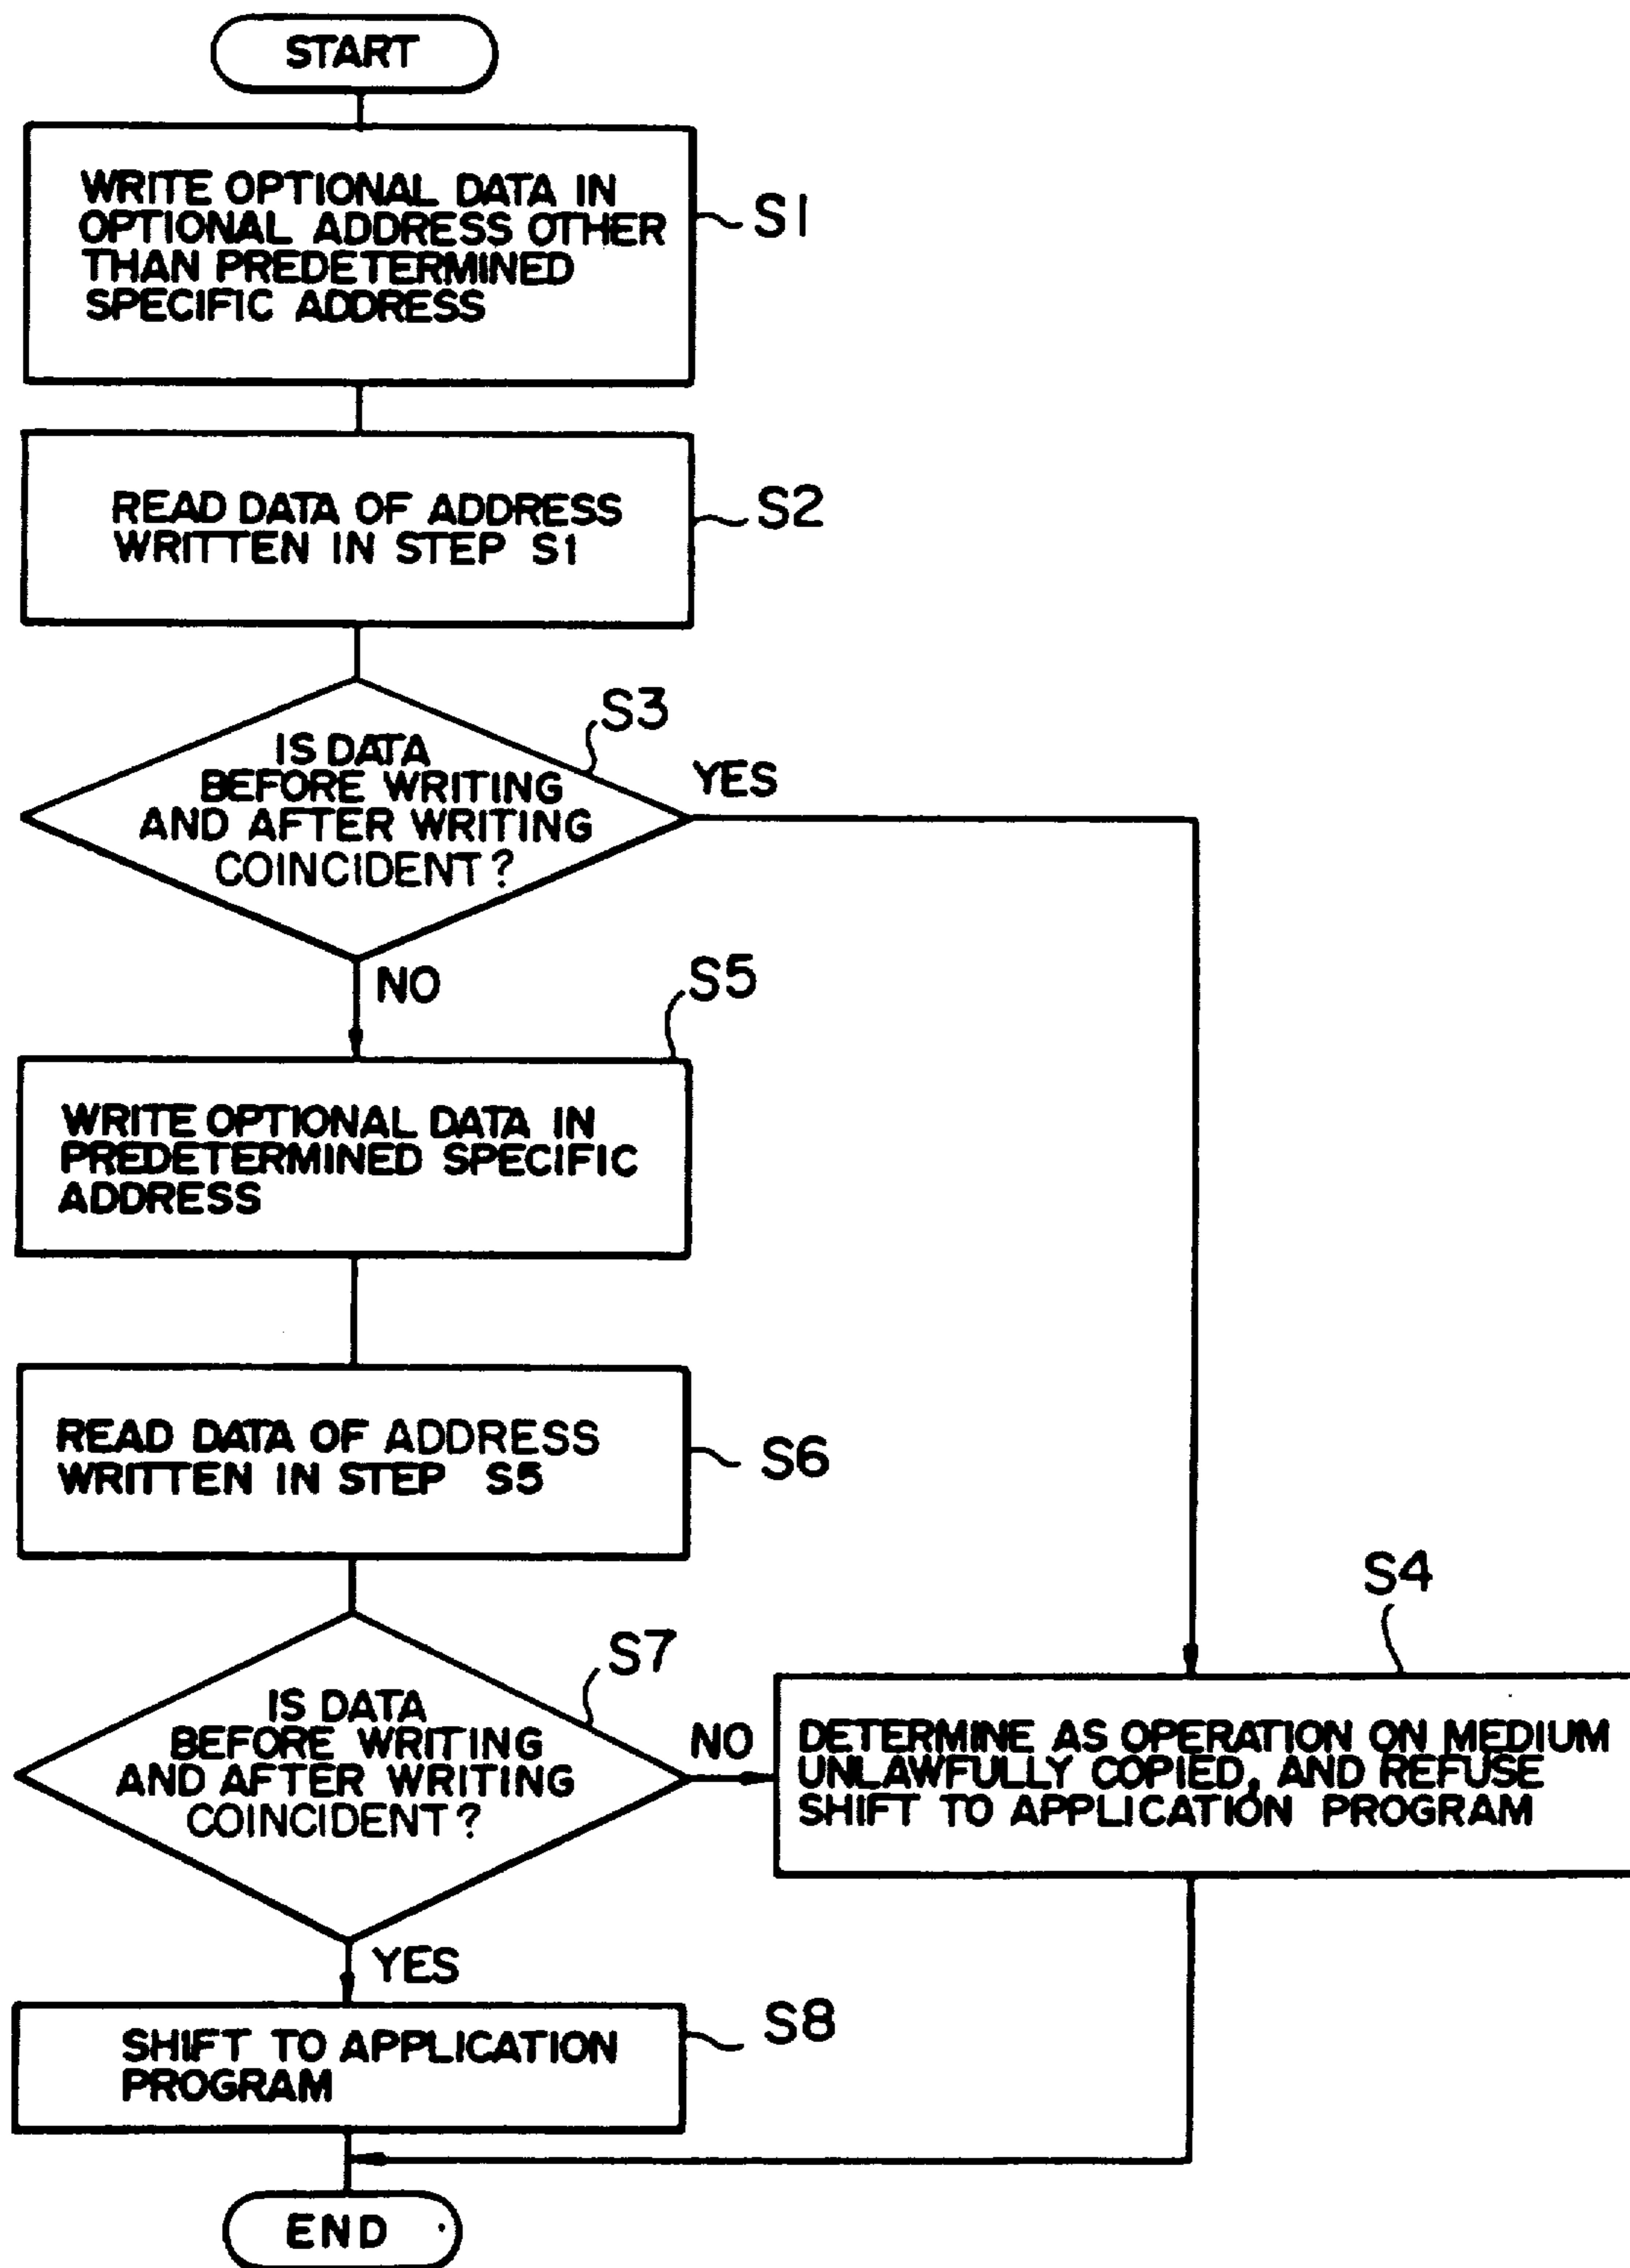 START
WRITE OPTIONAL DATA IN
OPTIONAL ADDRESS OTHER
THAN PREDETERMINED
SPECIFIC ADDRESS
S1
READ DATA OF ADDRESS
WRITTEN IN STEP S1
S2
S3
IS DATA
BEFORE WRITING
AND AFTER WRITING
COINCIDENT?
YES
NO
S5
WRITE OPTIONAL DATA IN
PREDETERMINED SPECIFIC
ADDRESS
READ DATA OF ADDRESS
WRITTEN IN STEP S5
S6
S7
IS DATA
BEFORE WRITING
AND AFTER WRITING
COINCIDENT?
NO
S4
DETERMINE AS OPERATION ON MEDIUM
UNLAWFULLY COPIED, AND REFUSE
SHIFT TO APPLICATION PROGRAM
YES
SHIFT TO APPLICATION
PROGRAM
S8
END